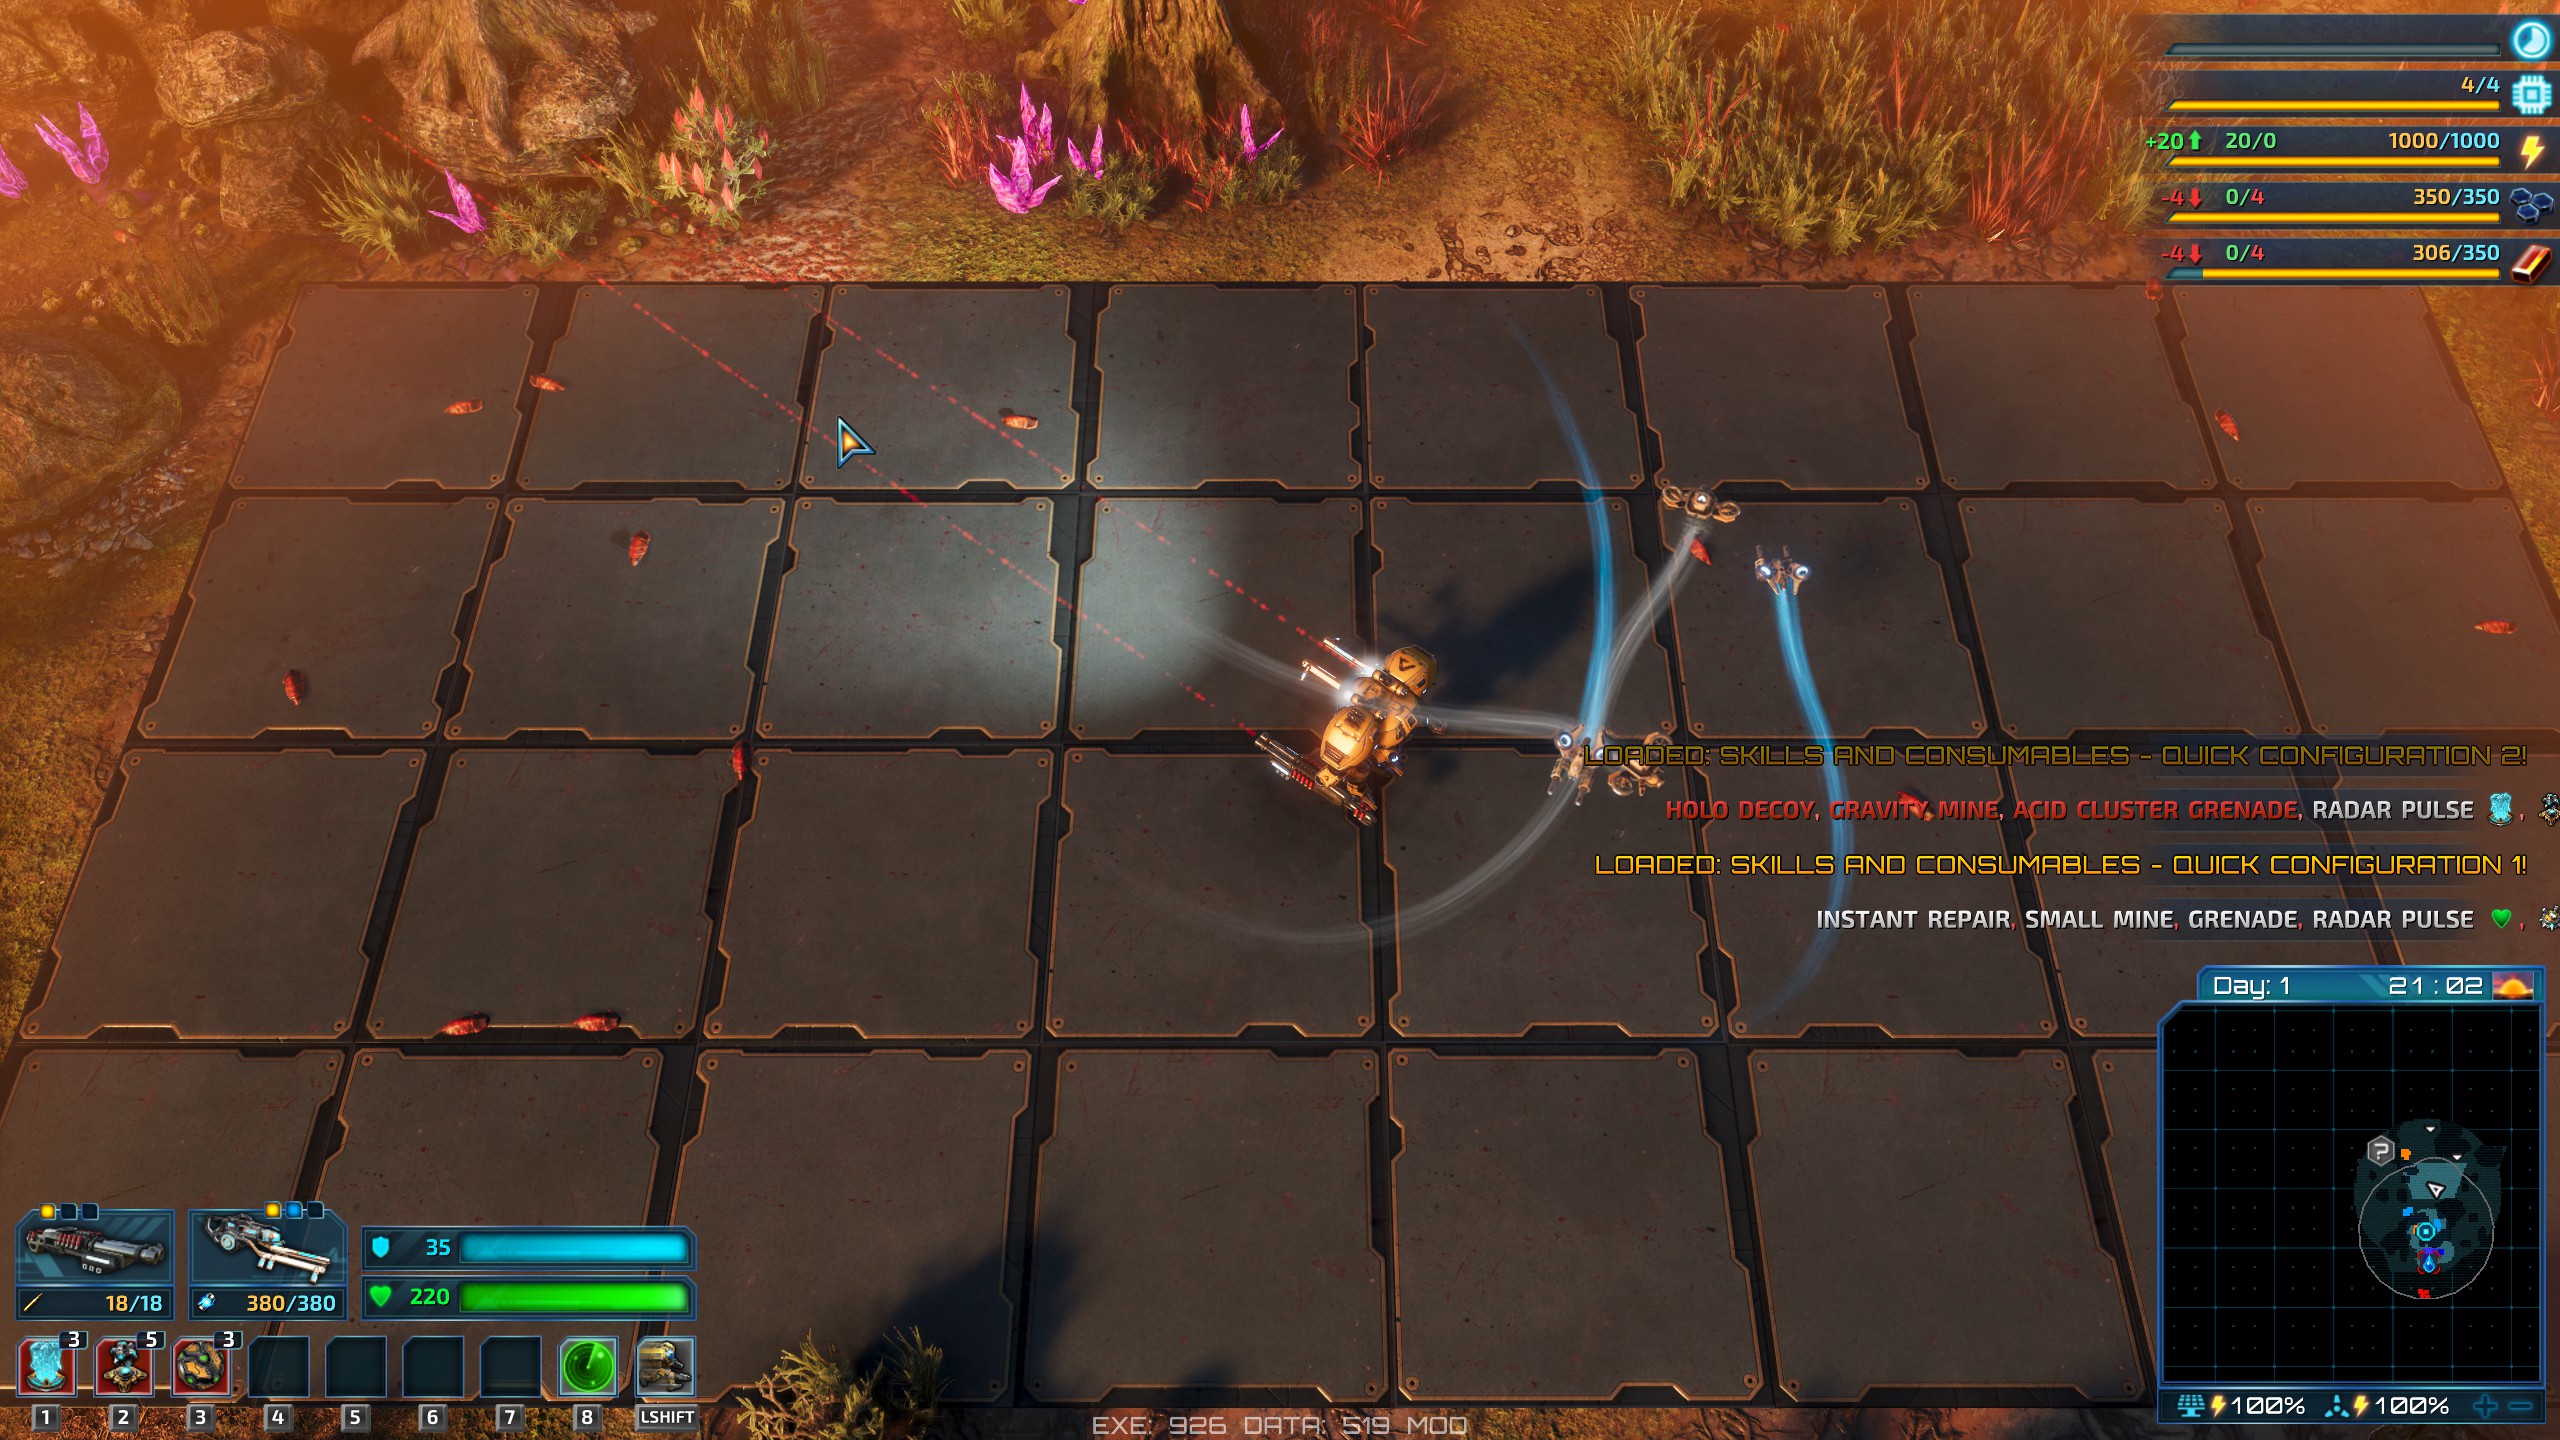 4/4
+20 20/0 1000/1000
-4 0/4 350/350
-4 0/4 306/350
LOADED: SKILLS AND CONSUMABLES - QUICK CONFIGURATION 2!
HOLO DECOY, GRAVITY MINE, ACID CLUSTER GRENADE, RADAR PULSE ,
LOADED: SKILLS AND CONSUMABLES - QUICK CONFIGURATION 1!
INSTANT REPAIR, SMALL MINE, GRENADE, RADAR PULSE ,
Day: 1 21:02
?
35
220
18/18 380/380
3 5 3
1 2 3 4 5 6 7 8 LSHIFT
100% 100%
EXE: 926 DATA: 519 MOD